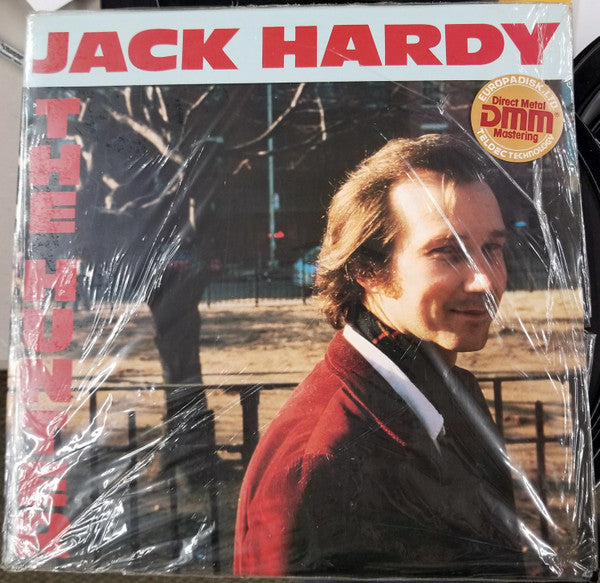 JACK HARDY
THE HUNTER
EUROPADISK, LTD.
Direct Metal
DMM®
Mastering
TELDEC TECHNOLOGY